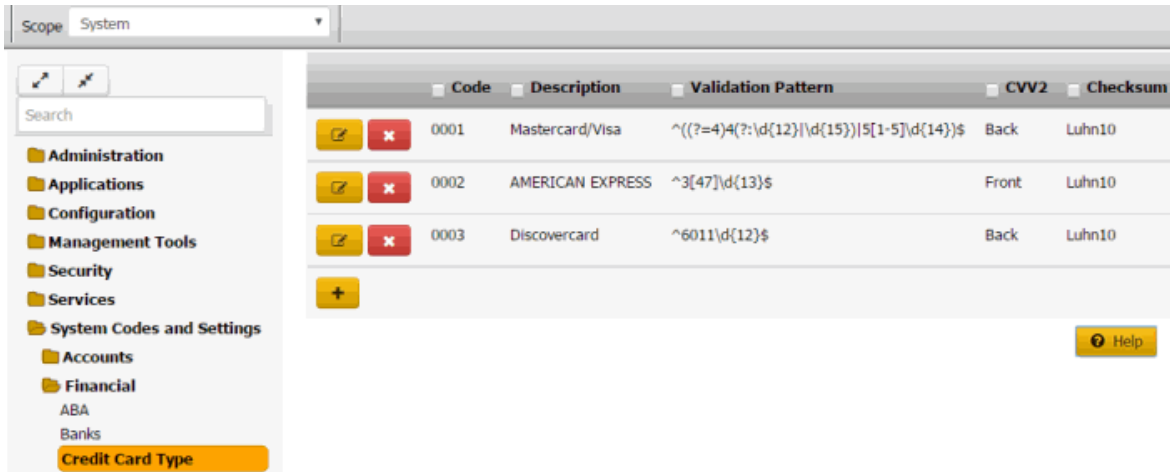 Scope System
Search
Administration
Applications
Configuration
Management Tools
Security
Services
System Codes and Settings
Accounts
Financial
ABA
Banks
Credit Card Type
Code Description Validation Pattern CVV2 Checksum
0001 Mastercard/Visa ^((?=4)4(?:\d{12}|\d{15})|5[1-5]\d{14})$ Back Luhn10
0002 AMERICAN EXPRESS ^3[47]\d{13}$ Front Luhn10
0003 Discovercard ^6011\d{12}$ Back Luhn10
Help